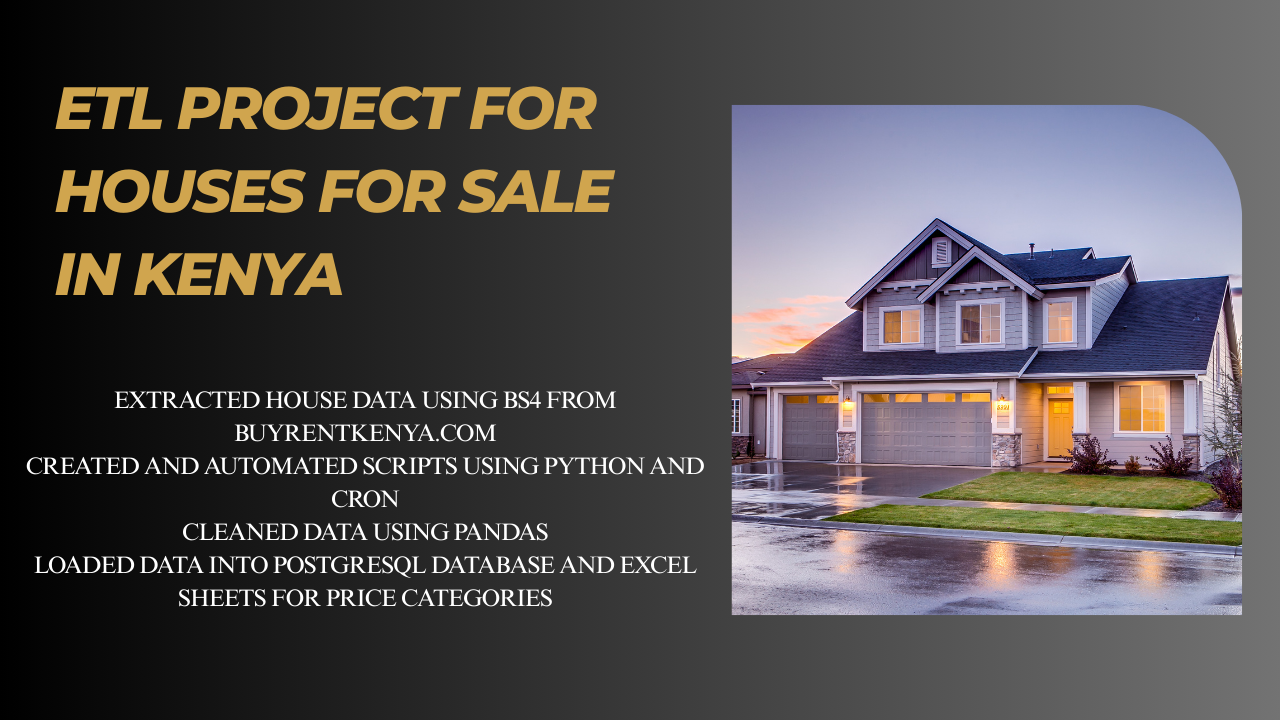 ETL PROJECT FOR
HOUSES FOR SALE
IN KENYA
EXTRACTED HOUSE DATA USING BS4 FROM
BUYRENTKENYA.COM
CREATED AND AUTOMATED SCRIPTS USING PYTHON AND
CRON
CLEANED DATA USING PANDAS
LOADED DATA INTO POSTGRESQL DATABASE AND EXCEL
SHEETS FOR PRICE CATEGORIES